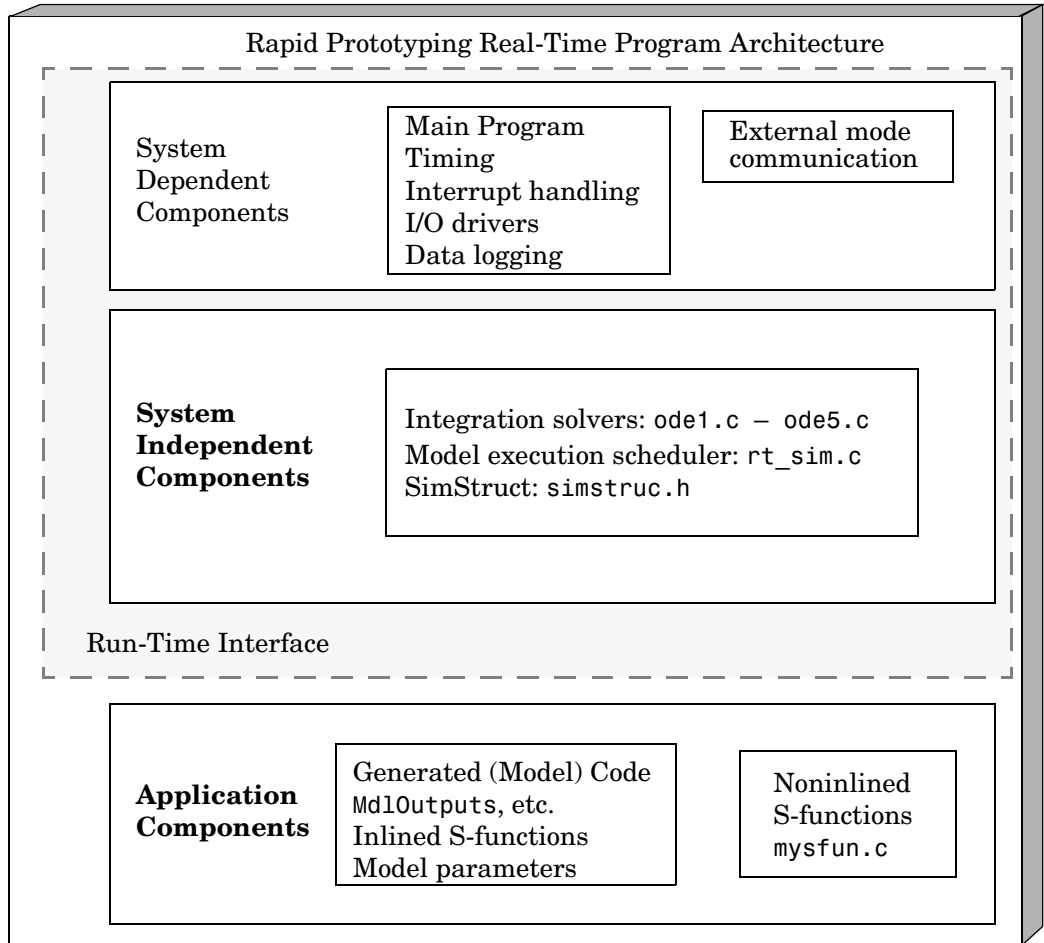 Rapid Prototyping Real-Time Program Architecture
System
Dependent
Components
Main Program
Timing
Interrupt handling
I/O drivers
Data logging
External mode
communication
System
Independent
Components
Integration solvers: ode1.c – ode5.c
Model execution scheduler: rt_sim.c
SimStruct: simstruc.h
Run-Time Interface
Application
Components
Generated (Model) Code
MdlOutputs, etc.
Inlined S-functions
Model parameters
Noninlined
S-functions
mysfun.c